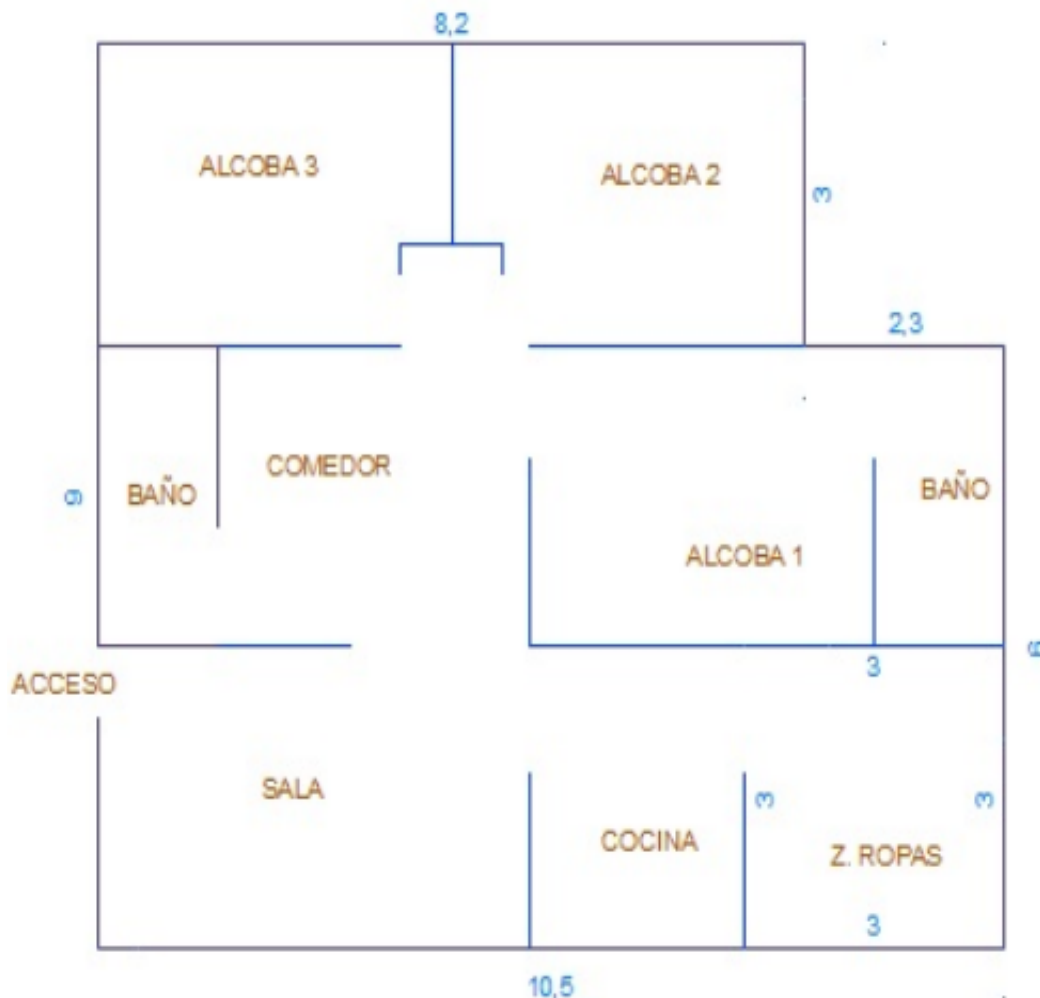 8,2
ALCOBA 3
ALCOBA 2
3
2,3
COMEDOR
BAÑO
BAÑO
9
ALCOBA 1
6
3
ACCESO
SALA
3
3
COCINA
Z. ROPAS
3
10,5